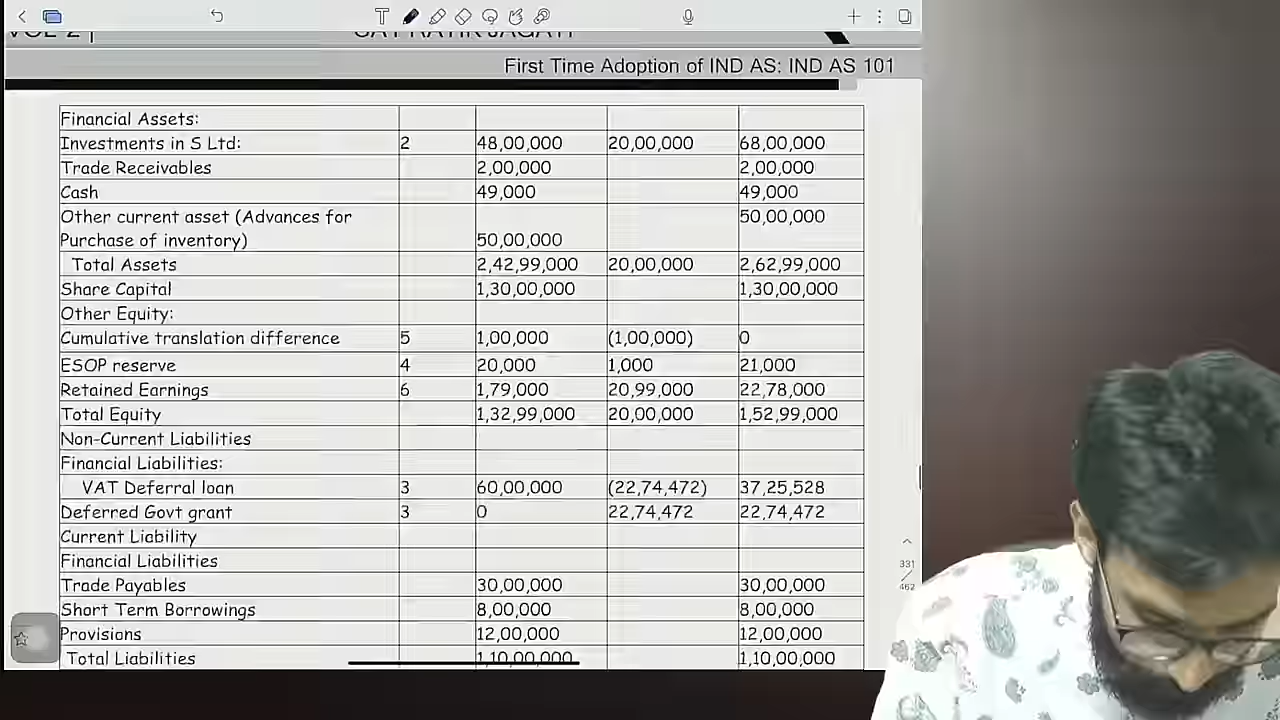 VOL-2 |
First Time Adoption of IND AS: IND AS 101
Financial Assets:
Investments in S Ltd: 2 48,00,000 20,00,000 68,00,000
Trade Receivables 2,00,000 2,00,000
Cash 49,000 49,000
Other current asset (Advances for Purchase of inventory) 50,00,000 50,00,000
Total Assets 2,42,99,000 20,00,000 2,62,99,000
Share Capital 1,30,00,000 1,30,00,000
Other Equity:
Cumulative translation difference 5 1,00,000 (1,00,000) 0
ESOP reserve 4 20,000 1,000 21,000
Retained Earnings 6 1,79,000 20,99,000 22,78,000
Total Equity 1,32,99,000 20,00,000 1,52,99,000
Non-Current Liabilities
Financial Liabilities:
VAT Deferral loan 3 60,00,000 (22,74,472) 37,25,528
Deferred Govt grant 3 0 22,74,472 22,74,472
Current Liability
Financial Liabilities
Trade Payables 30,00,000 30,00,000
Short Term Borrowings 8,00,000 8,00,000
Provisions 12,00,000 12,00,000
Total Liabilities 1,10,00,000 1,10,00,000
331
/
462